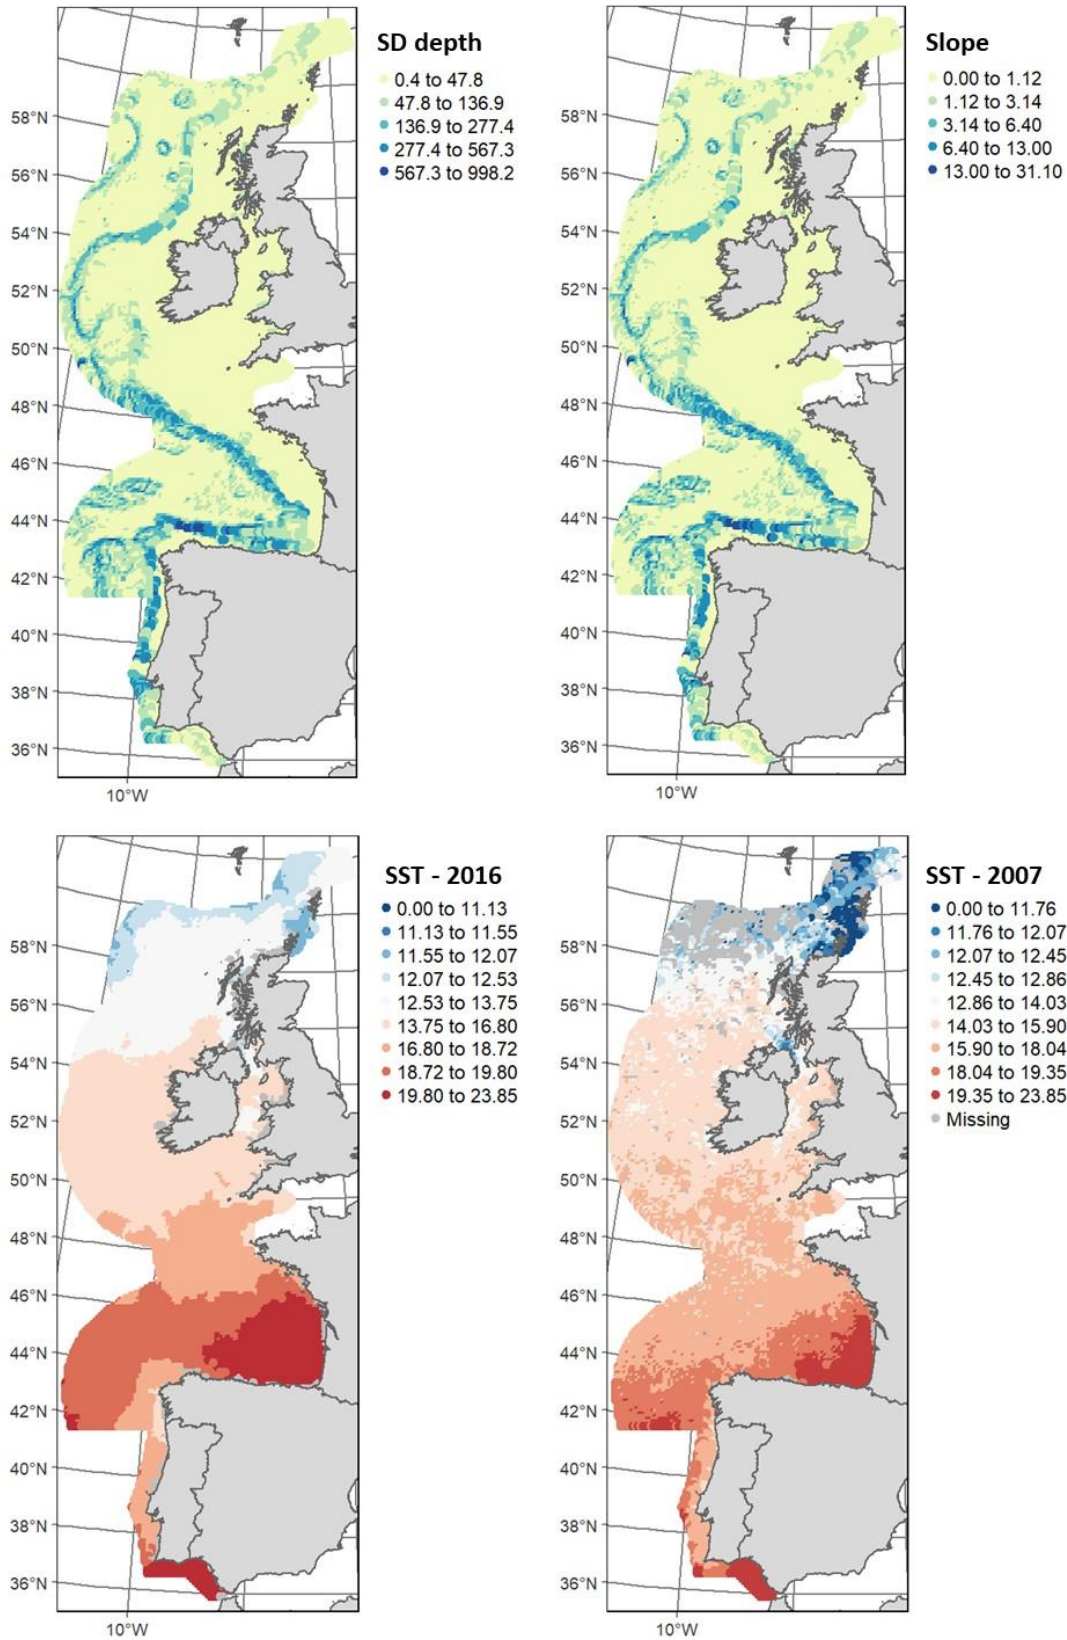 SD depth
0.4 to 47.8
47.8 to 136.9
136.9 to 277.4
277.4 to 567.3
567.3 to 998.2
58°N
56°N
54°N
52°N
50°N
48°N
46°N
44°N
42°N
40°N
38°N
36°N
10°W
Slope
0.00 to 1.12
1.12 to 3.14
3.14 to 6.40
6.40 to 13.00
13.00 to 31.10
58°N
56°N
54°N
52°N
50°N
48°N
46°N
44°N
42°N
40°N
38°N
36°N
10°W
SST - 2016
0.00 to 11.13
11.13 to 11.55
11.55 to 12.07
12.07 to 12.53
12.53 to 13.75
13.75 to 16.80
16.80 to 18.72
18.72 to 19.80
19.80 to 23.85
58°N
56°N
54°N
52°N
50°N
48°N
46°N
44°N
42°N
40°N
38°N
36°N
10°W
SST - 2007
0.00 to 11.76
11.76 to 12.07
12.07 to 12.45
12.45 to 12.86
12.86 to 14.03
14.03 to 15.90
15.90 to 18.04
18.04 to 19.35
19.35 to 23.85
Missing
58°N
56°N
54°N
52°N
50°N
48°N
46°N
44°N
42°N
40°N
38°N
36°N
10°W